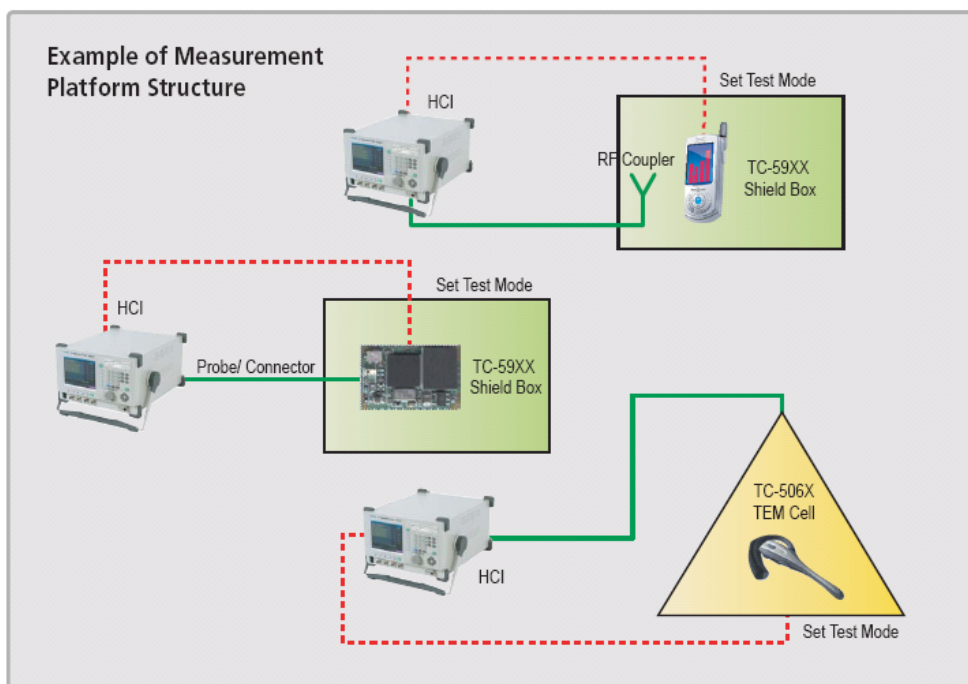 Example of Measurement
Platform Structure
HCI
Set Test Mode
RF Coupler
TC-59XX
Shield Box
HCI
Set Test Mode
Probe/ Connector
TC-59XX
Shield Box
TC-506X
TEM Cell
HCI
Set Test Mode